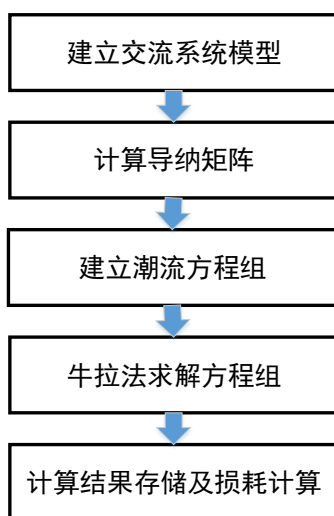 建立交流系统模型
计算导纳矩阵
建立潮流方程组
牛拉法求解方程组
计算结果存储及损耗计算